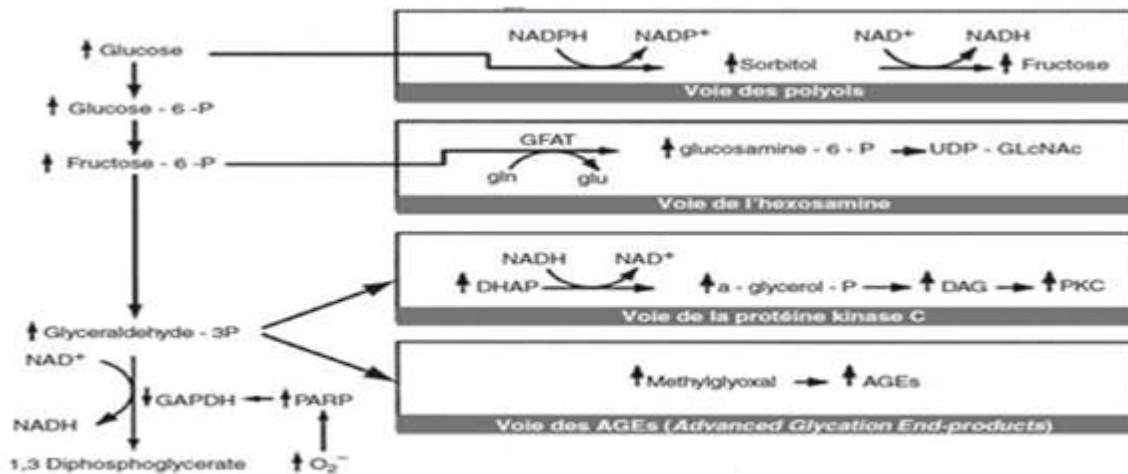 ↑ Glucose
↑ Glucose - 6 -P
↑ Fructose - 6 -P
↑ Glyceraldehyde - 3P
NAD⁺
↓ GAPDH ← ↑ PARP
NADH
1,3 Diphosphoglycerate ↑ O₂⁻
NADPH NADP⁺ NAD⁺ NADH
↑Sorbitol ↑ Fructose
Voie des polyols
GFAT
↑ glucosamine - 6 - P → UDP - GLcNAc
gln glu
Voie de l'hexosamine
NADH NAD⁺
↑ DHAP ↑ a - glycerol - P → ↑ DAG → ↑ PKC
Voie de la protéine kinase C
↑ Methylglyoxal → ↑ AGEs
Voie des AGEs (Advanced Glycation End-products)